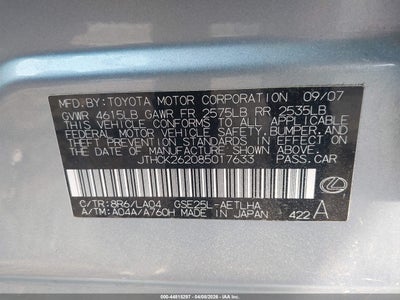 MFD.BY:TOYOTA MOTOR CORPORATION 09/07
GVWR 4615LB GAWR FR 2575LB RR 2535LB
THIS VEHICLE CONFORMS TO ALL APPLICABLE
FEDERAL MOTOR VEHICLE SAFETY,BUMPER,AND
THEFT PREVENTION STANDARDS IN EFFECT ON
THE DATE OF MANUFACTURE SHOWN ABOVE.
JTHCK262085017633 PASS.CAR
C/TR:8R6/LA04 GSE25L-AETLHA
A/TM:A04A/A760H MADE IN JAPAN 422 A
000-44815297 - 04/08/2026 - IAAI.COM